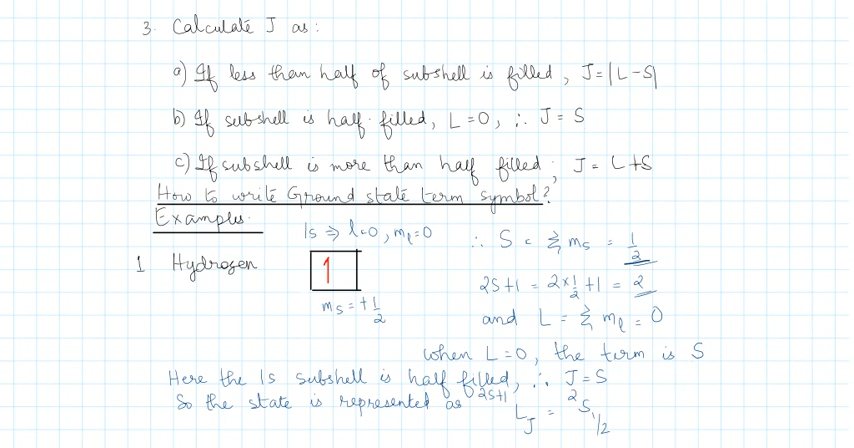 3. Calculate J as:
a) If less than half of subshell is filled, J=|L-S|
b) If subshell is half-filled, L=0, ∴ J=S
c) If subshell is more than half filled, J=L+S
How to write Ground state term symbol?
Examples.
1s ⇒ l=0, mₗ=0
1 Hydrogen
1
mₛ=+1/2
∴ S = Σ mₛ = 1/2
2S+1 = 2×1/2+1 = 2
and L = Σ mₗ = 0
when L=0, the term is S
Here the 1s subshell is half filled, ∴ J=S
So the state is represented as ²ˢ⁺¹L_J = ²S₁/₂